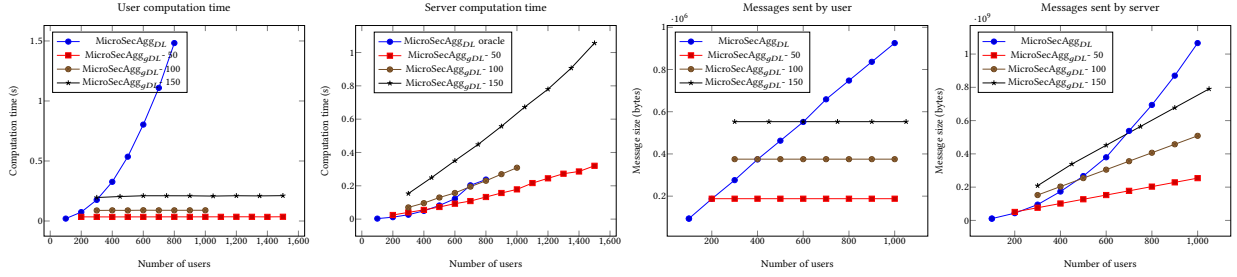 User computation time
1.5
1
0.5
0
0 200 400 600 800 1,000 1,200 1,400 1,600
Computation time (s)
Number of users
MicroSecAgg_DL
MicroSecAgg_gDL- 50
MicroSecAgg_gDL- 100
MicroSecAgg_gDL- 150
Server computation time
1
0.8
0.6
0.4
0.2
0
0 200 400 600 800 1,000 1,200 1,400 1,600
Computation time (s)
Number of users
MicroSecAgg_DL oracle
MicroSecAgg_gDL- 50
MicroSecAgg_gDL- 100
MicroSecAgg_gDL- 150
Messages sent by user
·10^6
1
0.8
0.6
0.4
0.2
200 400 600 800 1,000
Message size (bytes)
Number of users
MicroSecAgg_DL
MicroSecAgg_gDL- 50
MicroSecAgg_gDL- 100
MicroSecAgg_gDL- 150
Messages sent by server
·10^9
1
0.8
0.6
0.4
0.2
0
0 200 400 600 800 1,000
Message size (bytes)
Number of users
MicroSecAgg_DL
MicroSecAgg_gDL- 50
MicroSecAgg_gDL- 100
MicroSecAgg_gDL- 150